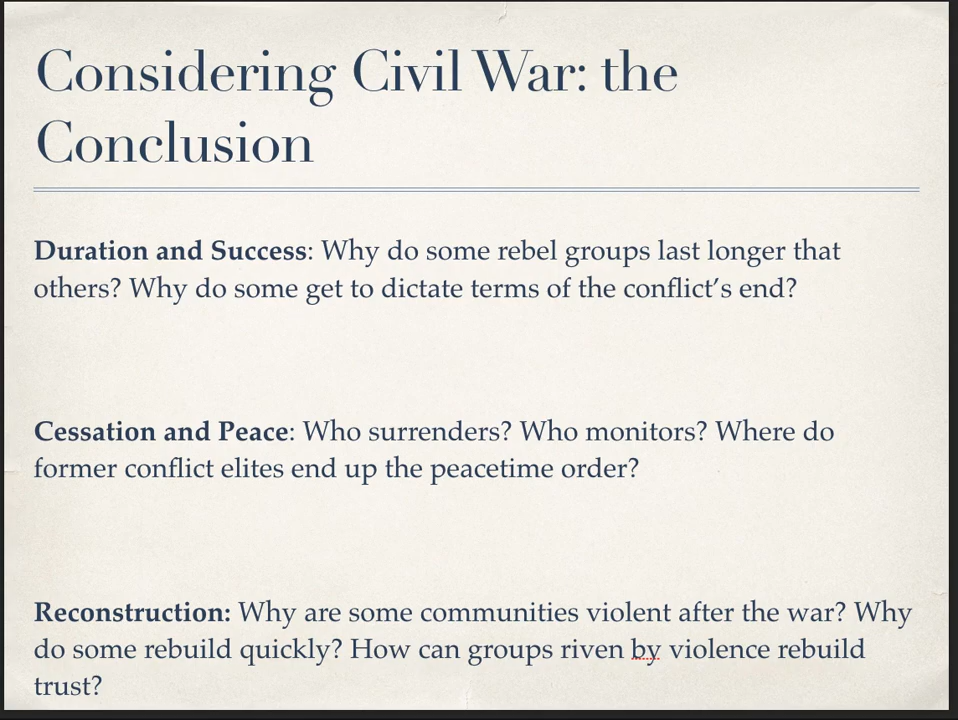 Considering Civil War: the
Conclusion
Duration and Success: Why do some rebel groups last longer that
others? Why do some get to dictate terms of the conflict’s end?
Cessation and Peace: Who surrenders? Who monitors? Where do
former conflict elites end up the peacetime order?
Reconstruction: Why are some communities violent after the war? Why
do some rebuild quickly? How can groups riven by violence rebuild
trust?